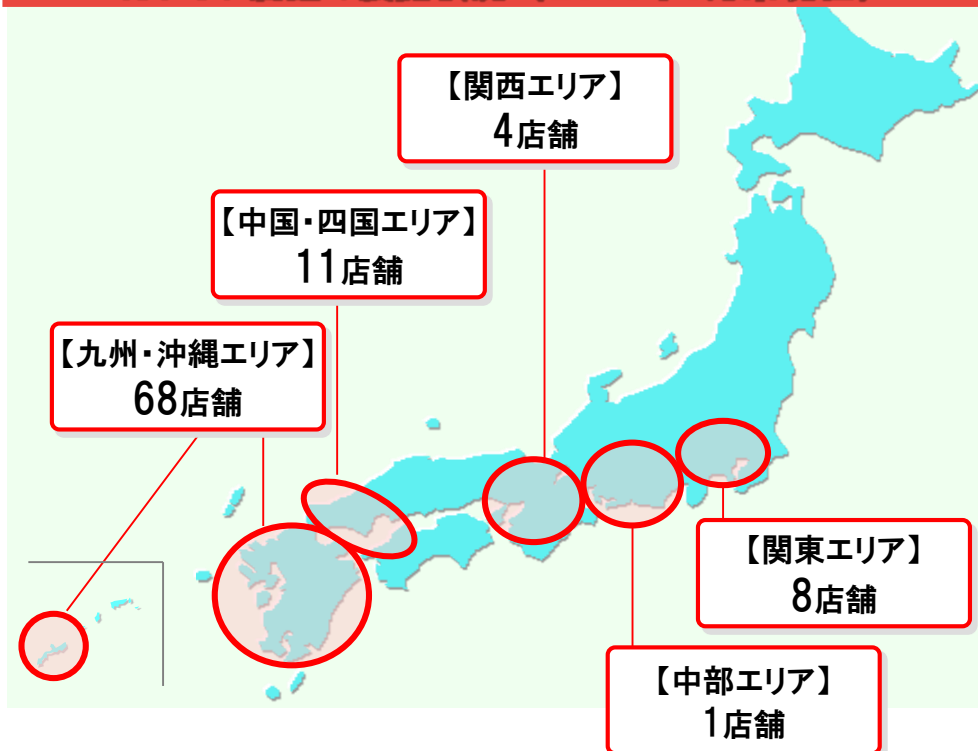 【関西エリア】
4店舗
【中国・四国エリア】
11店舗
【九州・沖縄エリア】
68店舗
【関東エリア】
8店舗
【中部エリア】
1店舗